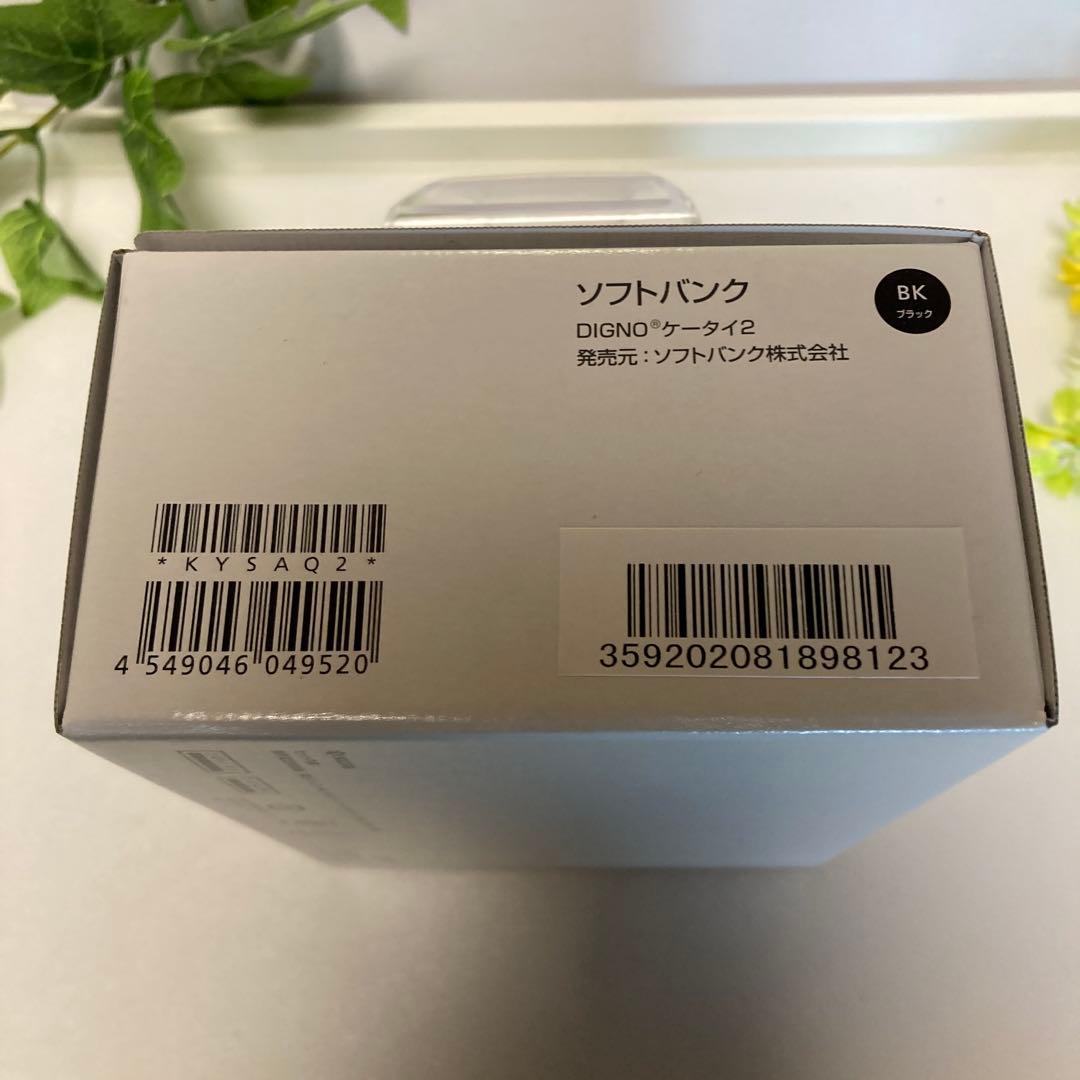 ソフトバンク
BK
ブラック
DIGNO®ケータイ2
発売元：ソフトバンク株式会社
*KYSAQ2*
4 549046 049520
359202081898123